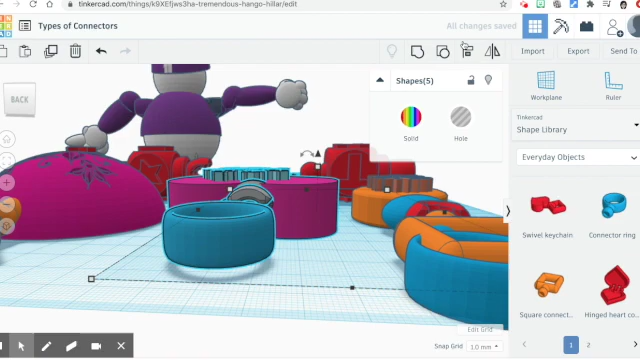 tinkercad.com/things/k9XEfjws3ha-tremendous-hango-hillar/edit
Types of Connectors
All changes saved
Import
Export
Send To
BACK
Shapes(5)
Solid
Hole
Workplane
Ruler
Tinkercad
Shape Library
Everyday Objects
Swivel keychain
Connector ring
Square connect...
Hinged heart co...
Edit Grid
Snap Grid
1.0 mm
1
2